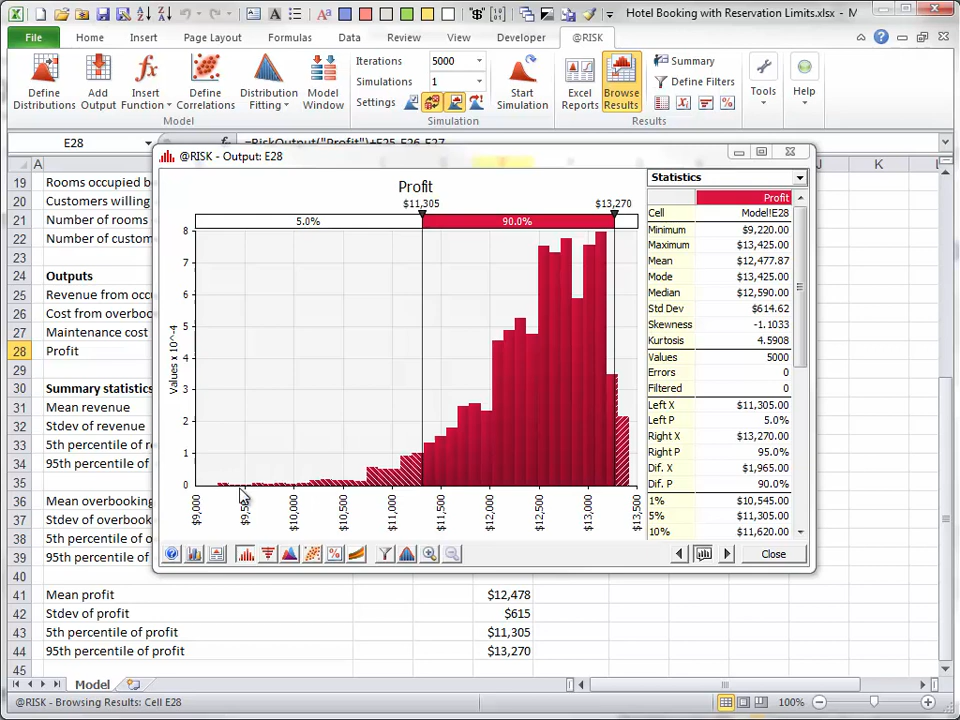 Hotel Booking with Reservation Limits.xlsx - M
File Home Insert Page Layout Formulas Data Review View Developer @RISK
Define Distributions
Add Output
Insert Function
Define Correlations
Distribution Fitting
Model Window
Model
Iterations 5000
Simulations 1
Settings
Start Simulation
Simulation
Excel Reports
Browse Results
Summary
Define Filters
Results
Tools
Help
E28 =RiskOutput("Profit")+E25-E26-E27
A J K L
19 Rooms occupied b
20 Customers willing
21 Number of rooms
22 Number of custom
23
24 Outputs
25 Revenue from occu
26 Cost from overboo
27 Maintenance cost
28 Profit
29
30 Summary statistics
31 Mean revenue
32 Stdev of revenue
33 5th percentile of re
34 95th percentile of
35
36 Mean overbooking
37 Stdev of overbook
38 5th percentile of o
39 95th percentile of
40
41 Mean profit $12,478
42 Stdev of profit $615
43 5th percentile of profit $11,305
44 95th percentile of profit $13,270
45
@RISK - Output: E28
Profit
$11,305 $13,270
5.0% 90.0%
8
7
6
5
4
3
2
1
0
Values x 10^-4
$9,000 $9,5 $10,000 $10,500 $11,000 $11,500 $12,000 $12,500 $13,000 $13,500
Statistics
Profit
Cell Model!E28
Minimum $9,220.00
Maximum $13,425.00
Mean $12,477.87
Mode $13,425.00
Median $12,590.00
Std Dev $614.62
Skewness -1.1033
Kurtosis 4.5908
Values 5000
Errors 0
Filtered 0
Left X $11,305.00
Left P 5.0%
Right X $13,270.00
Right P 95.0%
Dif. X $1,965.00
Dif. P 90.0%
1% $10,545.00
5% $11,305.00
10% $11,620.00
Close
Model
@RISK - Browsing Results: Cell E28 100%